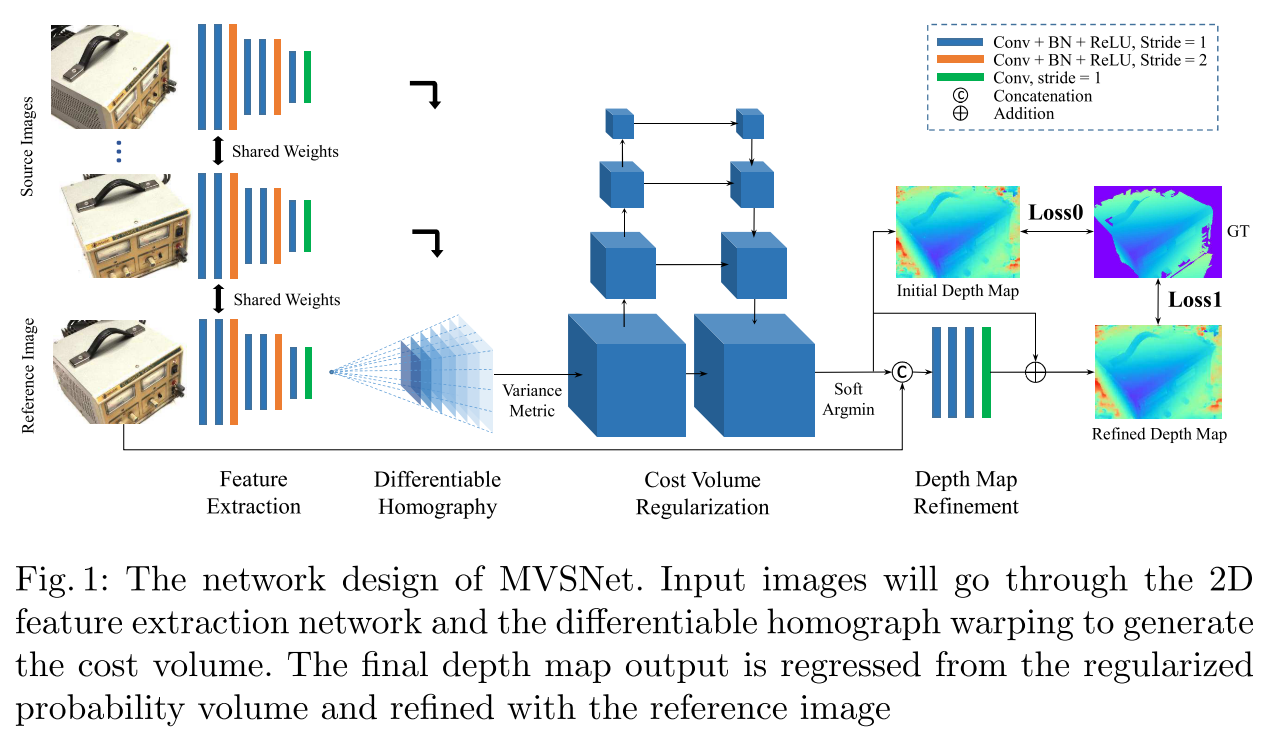 Source Images
Reference Image
Shared Weights
Shared Weights
Conv + BN + ReLU, Stride = 1
Conv + BN + ReLU, Stride = 2
Conv, stride = 1
C Concatenation
Addition
Variance
Metric
Soft
Argmin
C
Initial Depth Map
Loss0
GT
Loss1
Refined Depth Map
Feature
Extraction
Differentiable
Homography
Cost Volume
Regularization
Depth Map
Refinement
Fig. 1: The network design of MVSNet. Input images will go through the 2D
feature extraction network and the differentiable homograph warping to generate
the cost volume. The final depth map output is regressed from the regularized
probability volume and refined with the reference image